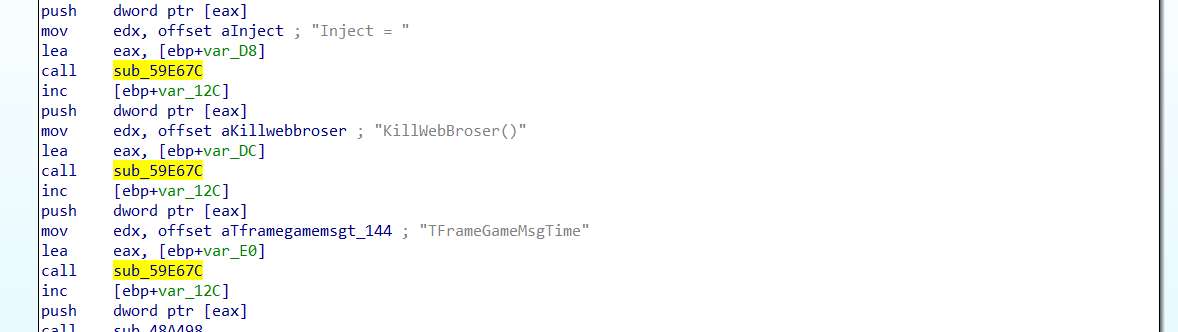 push dword ptr [eax]
mov edx, offset aInject ; "Inject = "
lea eax, [ebp+var_D8]
call sub_59E67C
inc [ebp+var_12C]
push dword ptr [eax]
mov edx, offset aKillwebbroser ; "KillWebBroser()"
lea eax, [ebp+var_DC]
call sub_59E67C
inc [ebp+var_12C]
push dword ptr [eax]
mov edx, offset aTframegamemsgt_144 ; "TFrameGameMsgTime"
lea eax, [ebp+var_E0]
call sub_59E67C
inc [ebp+var_12C]
push dword ptr [eax]
call sub_48A498